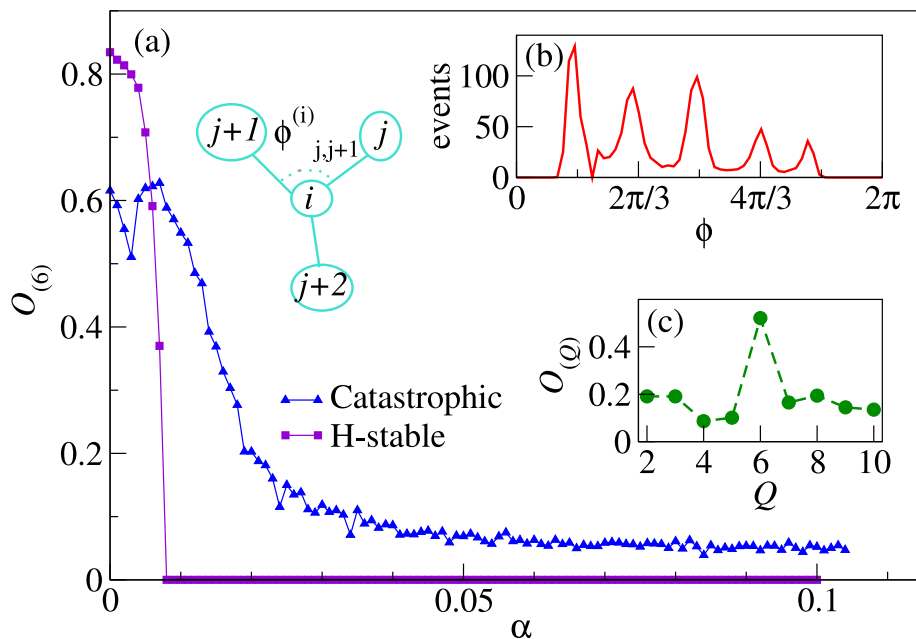 (a)
0.8
0.6
0.4
0.2
0
O(6)
j+1
ϕ(i)
j,j+1
j
i
j+2
Catastrophic
H-stable
0
0.05
0.1
α
(b)
events
100
50
0
0
2π/3
4π/3
2π
ϕ
(c)
O(Q)
0.4
0.2
0
2
4
6
8
10
Q